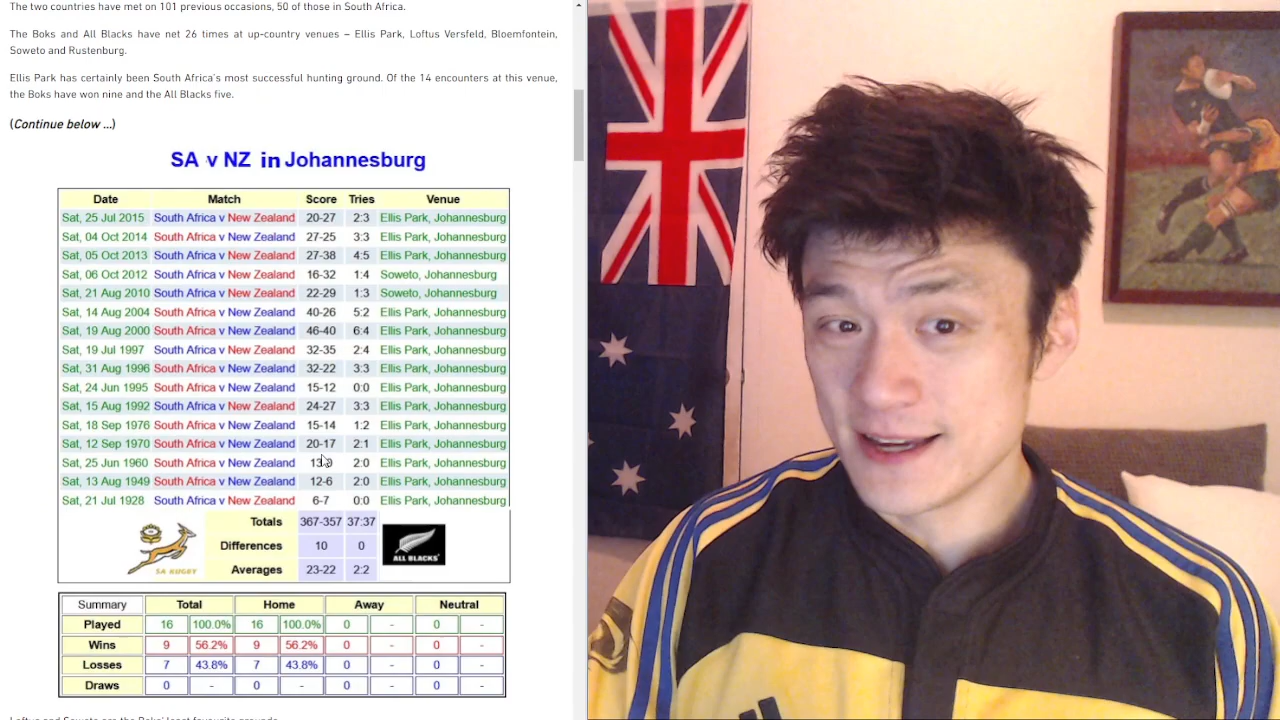 The two countries have met on 101 previous occasions, 50 of those in South Africa.
The Boks and All Blacks have net 26 times at up-country venues – Ellis Park, Loftus Versfeld, Bloemfontein,
Soweto and Rustenburg.
Ellis Park has certainly been South Africa's most successful hunting ground. Of the 14 encounters at this venue,
the Boks have won nine and the All Blacks five.
(Continue below ...)
SA v NZ in Johannesburg
Date Match Score Tries Venue
Sat, 25 Jul 2015 South Africa v New Zealand 20-27 2:3 Ellis Park, Johannesburg
Sat, 04 Oct 2014 South Africa v New Zealand 27-25 3:3 Ellis Park, Johannesburg
Sat, 05 Oct 2013 South Africa v New Zealand 27-38 4:5 Ellis Park, Johannesburg
Sat, 06 Oct 2012 South Africa v New Zealand 16-32 1:4 Soweto, Johannesburg
Sat, 21 Aug 2010 South Africa v New Zealand 22-29 1:3 Soweto, Johannesburg
Sat, 14 Aug 2004 South Africa v New Zealand 40-26 5:2 Ellis Park, Johannesburg
Sat, 19 Aug 2000 South Africa v New Zealand 46-40 6:4 Ellis Park, Johannesburg
Sat, 19 Jul 1997 South Africa v New Zealand 32-35 2:4 Ellis Park, Johannesburg
Sat, 31 Aug 1996 South Africa v New Zealand 32-22 3:3 Ellis Park, Johannesburg
Sat, 24 Jun 1995 South Africa v New Zealand 15-12 0:0 Ellis Park, Johannesburg
Sat, 15 Aug 1992 South Africa v New Zealand 24-27 3:3 Ellis Park, Johannesburg
Sat, 18 Sep 1976 South Africa v New Zealand 15-14 1:2 Ellis Park, Johannesburg
Sat, 12 Sep 1970 South Africa v New Zealand 20-17 2:1 Ellis Park, Johannesburg
Sat, 25 Jun 1960 South Africa v New Zealand 2:0 Ellis Park, Johannesburg
Sat, 13 Aug 1949 South Africa v New Zealand 12-6 2:0 Ellis Park, Johannesburg
Sat, 21 Jul 1928 South Africa v New Zealand 6-7 0:0 Ellis Park, Johannesburg
Totals 367-357 37:37
Differences 10 0
Averages 23-22 2:2
SA RUGBY
ALL BLACKS
Summary Total Home Away Neutral
Played 16 100.0% 16 100.0% 0 - 0 -
Wins 9 56.2% 9 56.2% 0 - 0 -
Losses 7 43.8% 7 43.8% 0 - 0 -
Draws 0 - 0 - 0 - 0 -
Loftus and Soweto are the Boks' least favourite grounds